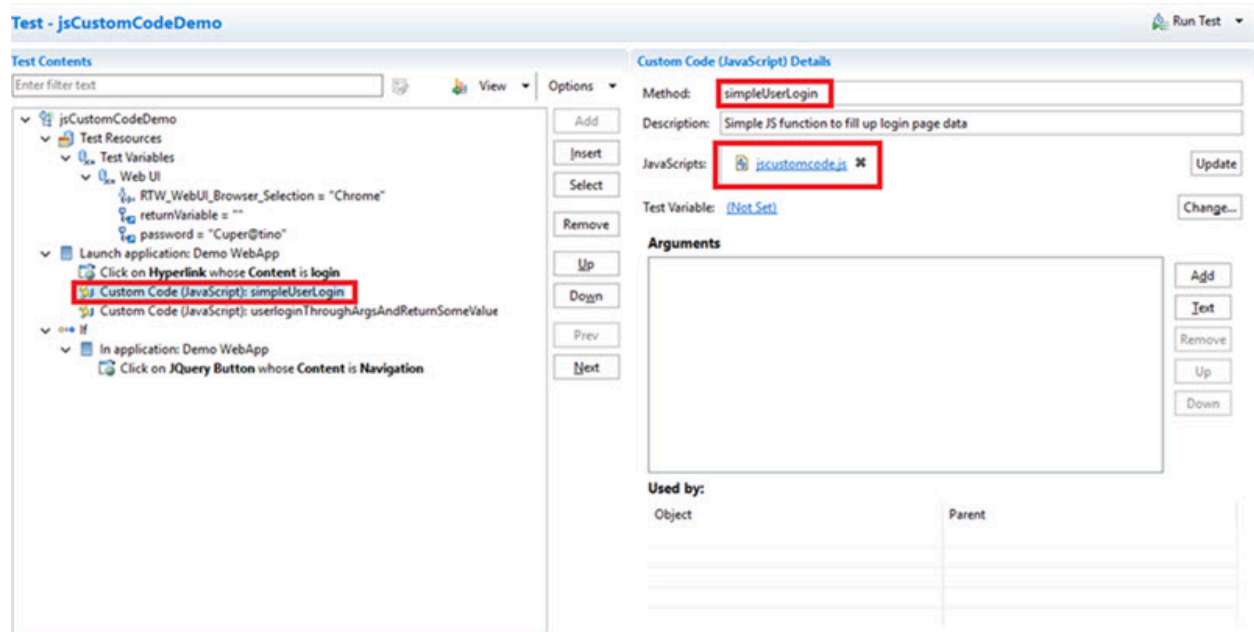 Test - jsCustomCodeDemo
Run Test
Test Contents
Enter filter text
View
Options
jsCustomCodeDemo
Test Resources
Test Variables
Web UI
RTW_WebUI_Browser_Selection = "Chrome"
returnVariable = ""
password = "Cuper@tino"
Launch application: Demo WebApp
Click on Hyperlink whose Content is login
Custom Code (JavaScript): simpleUserLogin
Custom Code (JavaScript): userloginThroughArgsAndReturnSomeValue
If
In application: Demo WebApp
Click on JQuery Button whose Content is Navigation
Add
Insert
Select
Remove
Up
Down
Prev
Next
Custom Code (JavaScript) Details
Method: simpleUserLogin
Description: Simple JS function to fill up login page data
JavaScripts: jscustomcode.js Update
Test Variable: (Not Set) Change...
Arguments
Add
Text
Remove
Up
Down
Used by:
Object Parent